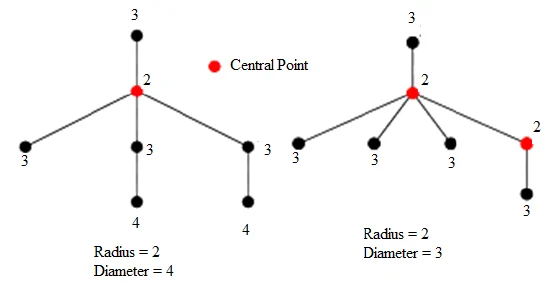 3
3
2
Central Point
2
2
3
3
3
3
3
3
3
4
4
Radius = 2
Diameter = 4
Radius = 2
Diameter = 3